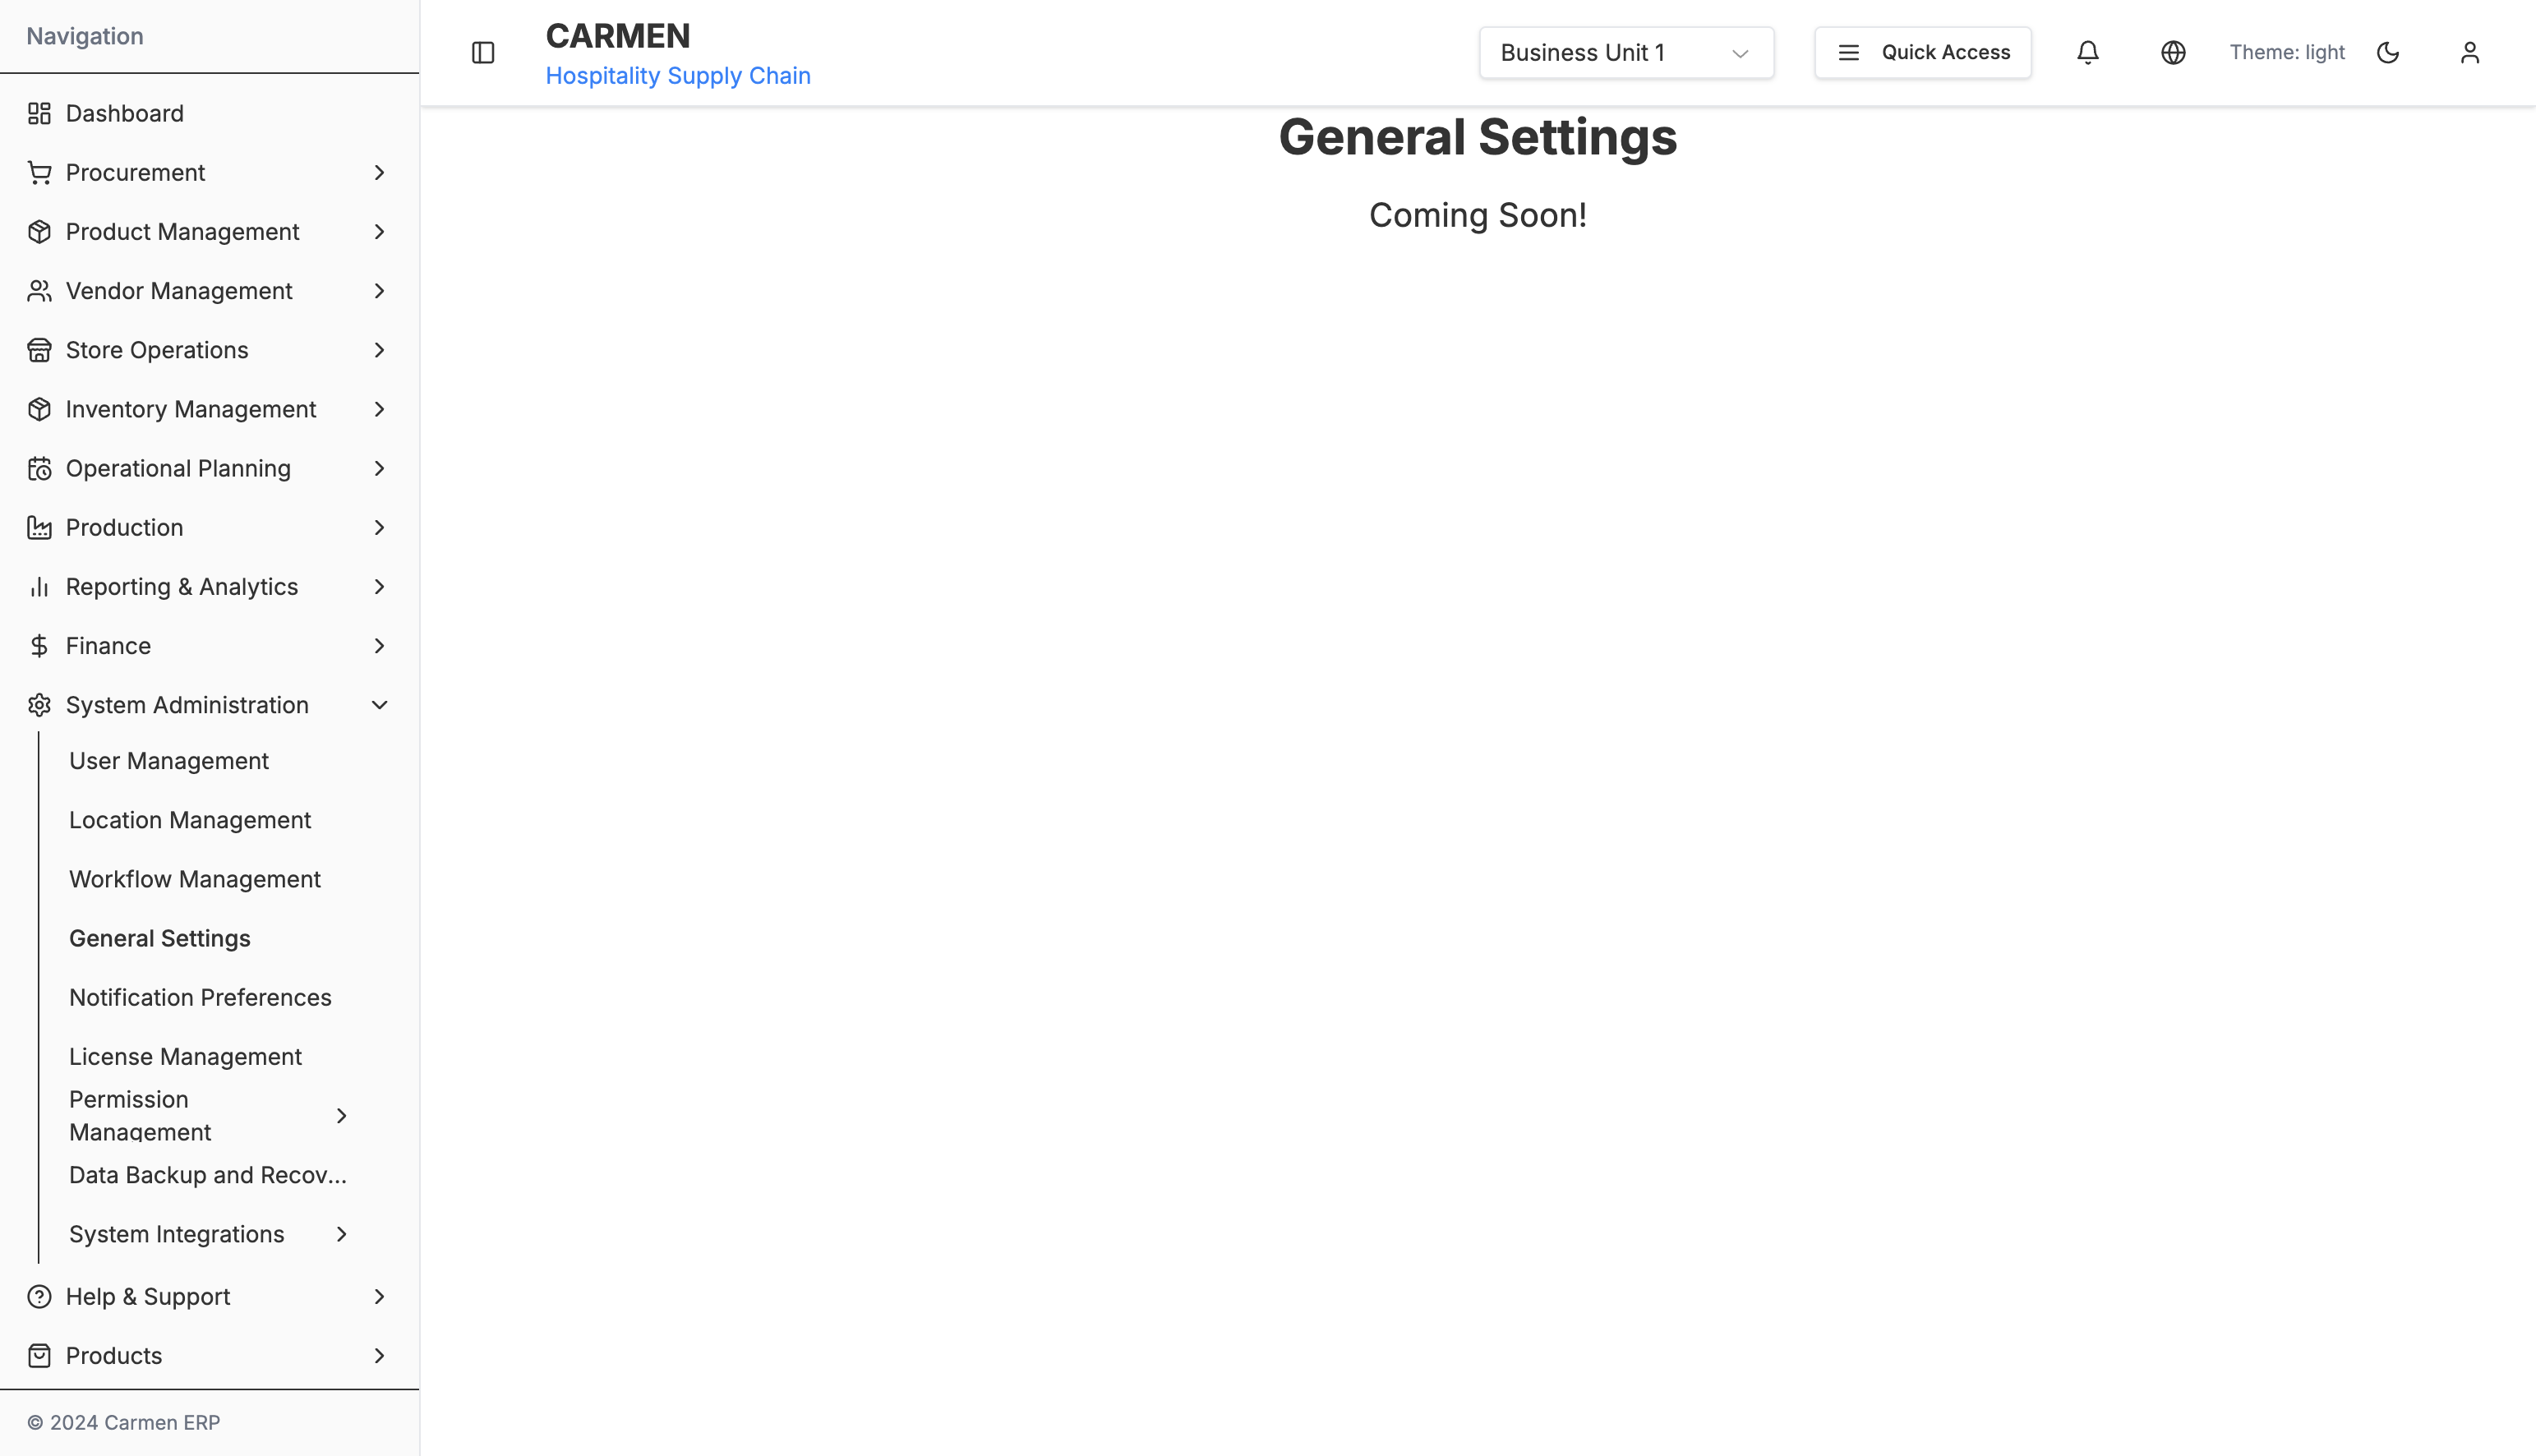 Navigation
Dashboard
Procurement
Product Management
Vendor Management
Store Operations
Inventory Management
Operational Planning
Production
Reporting & Analytics
Finance
System Administration
User Management
Location Management
Workflow Management
General Settings
Notification Preferences
License Management
Permission
Management
Data Backup and Recov...
System Integrations
Help & Support
Products
© 2024 Carmen ERP
CARMEN
Hospitality Supply Chain
Business Unit 1
Quick Access
Theme: light
General Settings
Coming Soon!